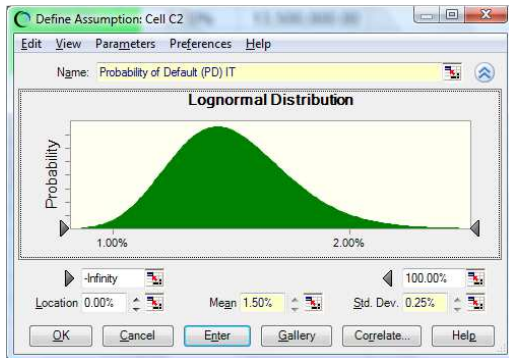 Define Assumption: Cell C2
Edit View Parameters Preferences Help
Name: Probability of Default (PD) IT
Lognormal Distribution
Probability
1.00% 2.00%
-Infinity 100.00%
Location 0.00% Mean 1.50% Std. Dev. 0.25%
OK Cancel Enter Gallery Correlate... Help